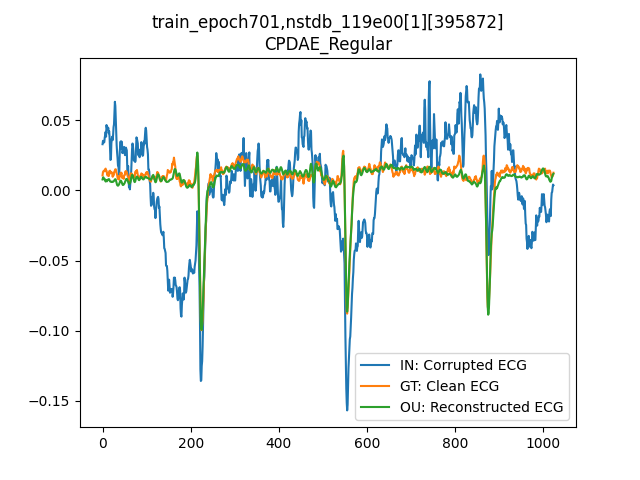 train_epoch701,nstdb_119e00[1][395872]
CPDAE_Regular
0.05
0.00
−0.05
−0.10
−0.15
0
200
400
600
800
1000
IN: Corrupted ECG
GT: Clean ECG
OU: Reconstructed ECG